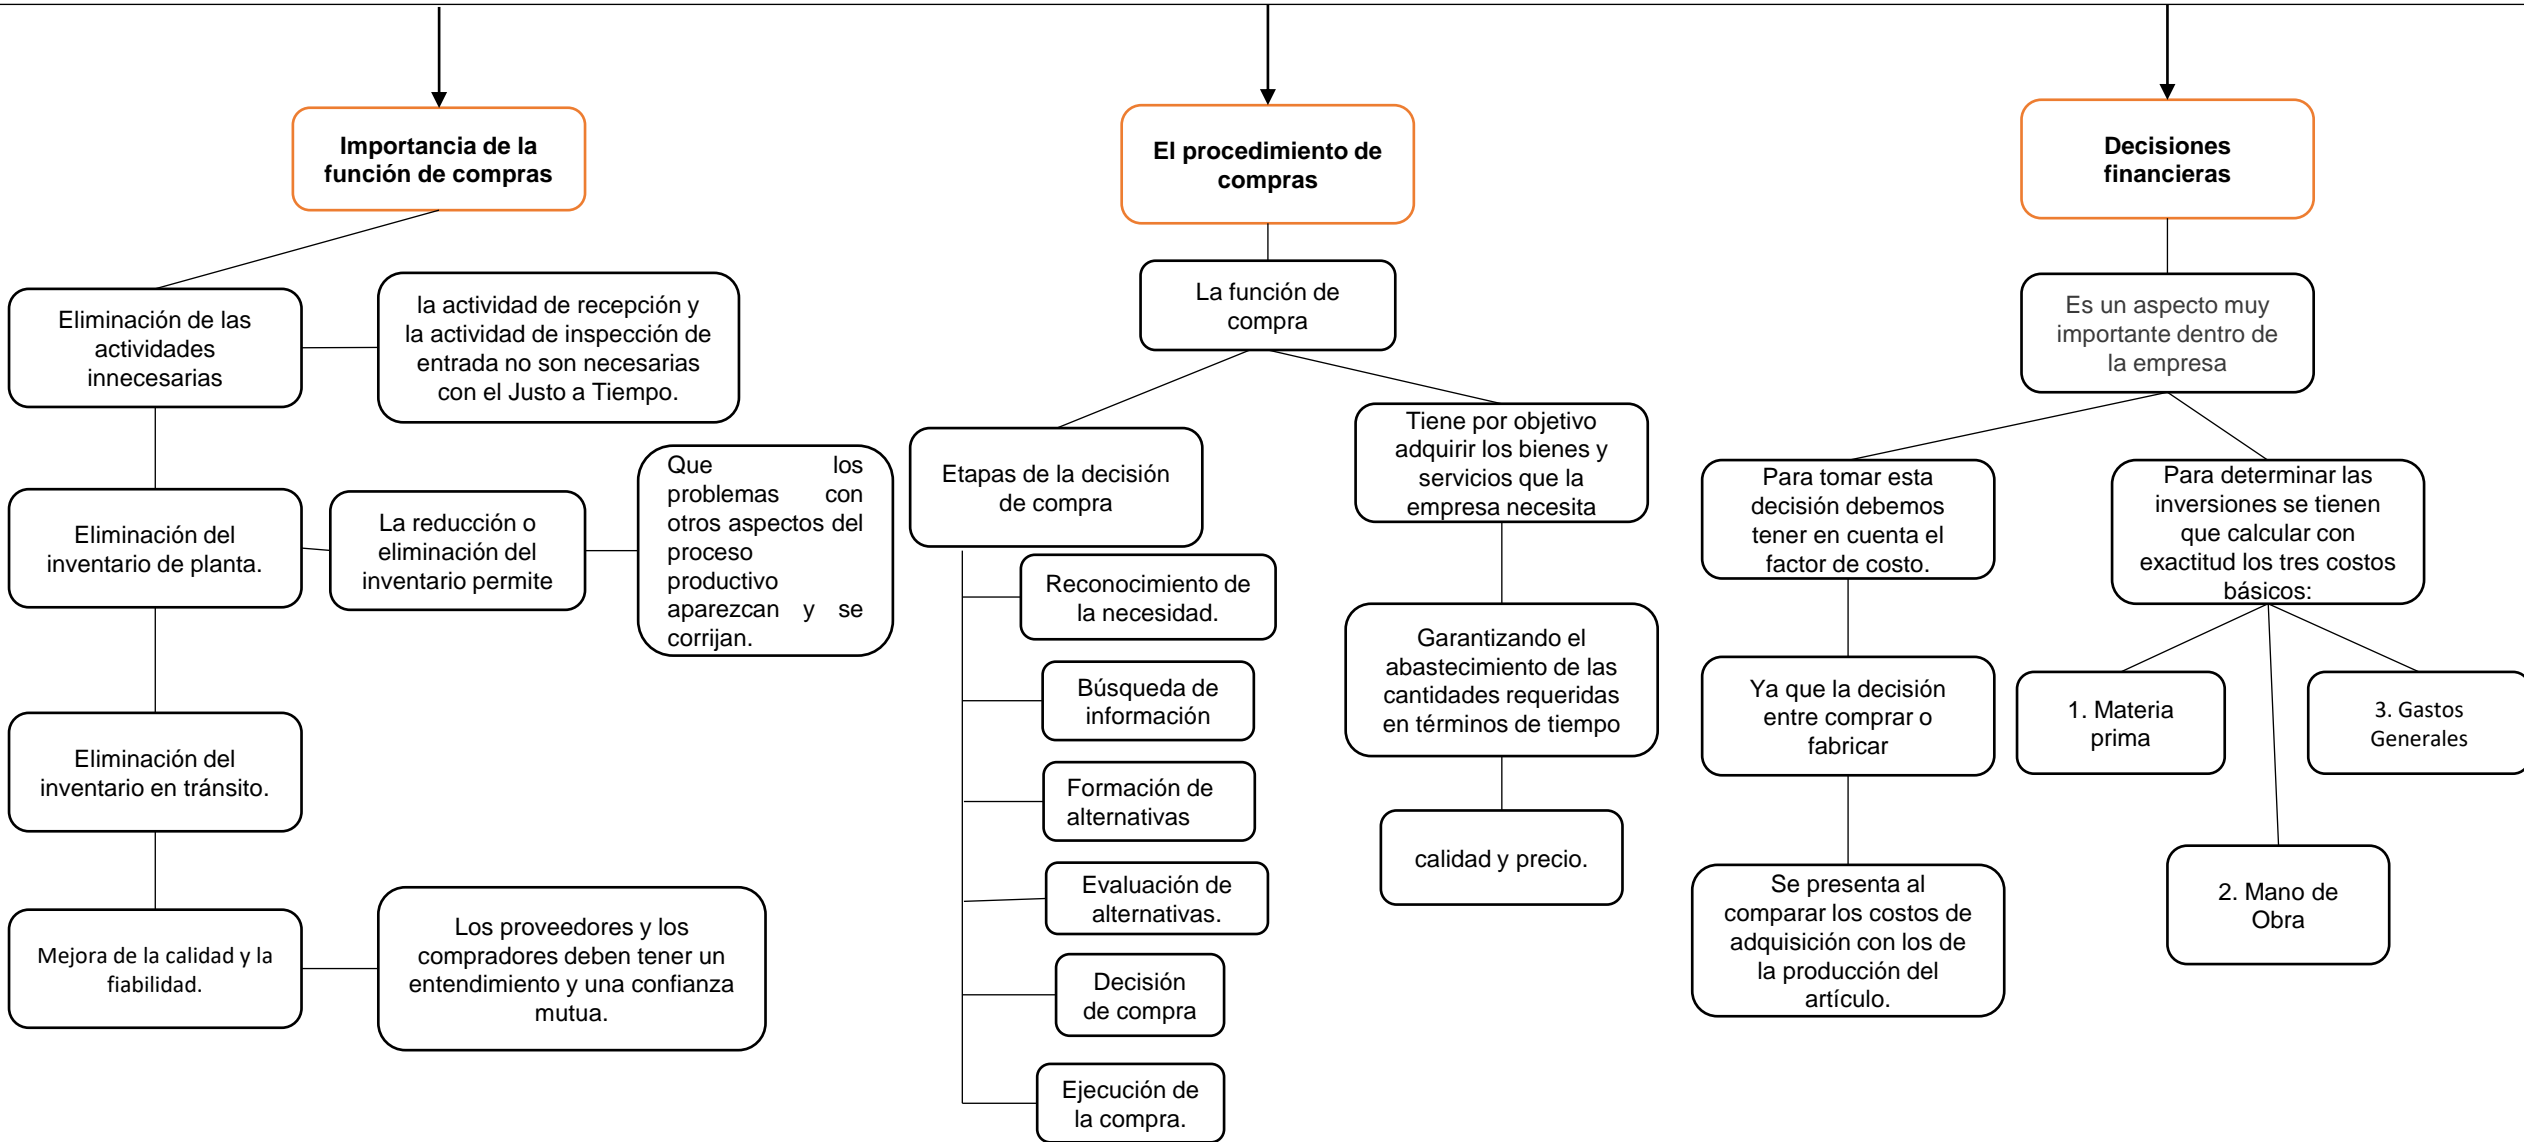 Importancia de la
función de compras
Eliminación de las
actividades
innecesarias
la actividad de recepción y
la actividad de inspección de
entrada no son necesarias
con el Justo a Tiempo.
Eliminación del
inventario de planta.
La reducción o
eliminación del
inventario permite
Que los
problemas con
otros aspectos del
proceso
productivo
aparezcan y se
corrijan.
Eliminación del
inventario en tránsito.
Mejora de la calidad y la
fiabilidad.
Los proveedores y los
compradores deben tener un
entendimiento y una confianza
mutua.
El procedimiento de
compras
La función de
compra
Etapas de la decisión
de compra
Reconocimiento de
la necesidad.
Búsqueda de
información
Formación de
alternativas
Evaluación de
alternativas.
Decisión
de compra
Ejecución de
la compra.
Tiene por objetivo
adquirir los bienes y
servicios que la
empresa necesita
Garantizando el
abastecimiento de las
cantidades requeridas
en términos de tiempo
calidad y precio.
Decisiones
financieras
Es un aspecto muy
importante dentro de
la empresa
Para tomar esta
decisión debemos
tener en cuenta el
factor de costo.
Ya que la decisión
entre comprar o
fabricar
Se presenta al
comparar los costos de
adquisición con los de
la producción del
artículo.
Para determinar las
inversiones se tienen
que calcular con
exactitud los tres costos
básicos:
1. Materia
prima
2. Mano de
Obra
3. Gastos
Generales